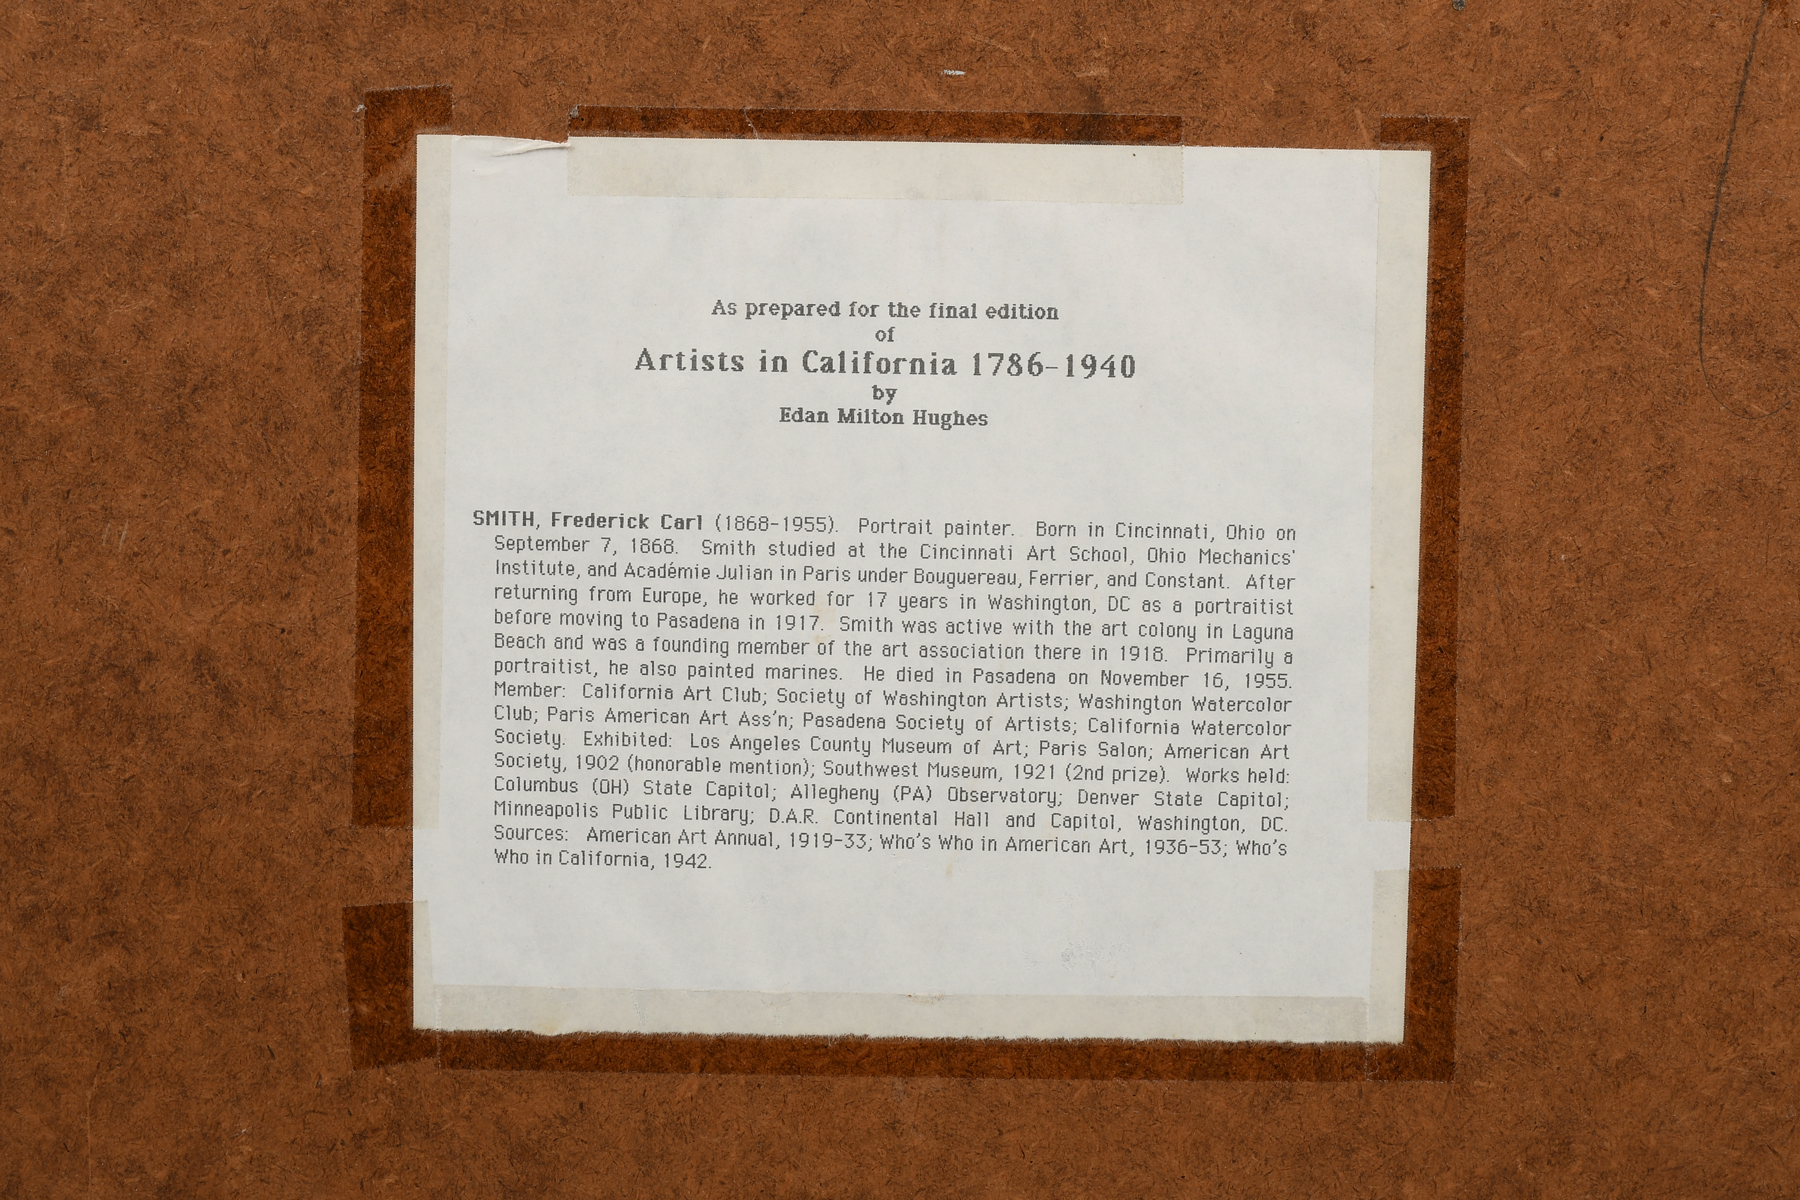 As prepared for the final edition
of
Artists in California 1786-1940
by
Edan Milton Hughes
SMITH, Frederick Carl (1868-1955). Portrait painter. Born in Cincinnati, Ohio on
September 7, 1868. Smith studied at the Cincinnati Art School, Ohio Mechanics'
Institute, and Académie Julian in Paris under Bouguereau, Ferrier, and Constant. After
returning from Europe, he worked for 17 years in Washington, DC as a portraitist
before moving to Pasadena in 1917. Smith was active with the art colony in Laguna
Beach and was a founding member of the art association there in 1918. Primarily a
portraitist, he also painted marines. He died in Pasadena on November 16, 1955.
Member: California Art Club; Society of Washington Artists; Washington Watercolor
Club; Paris American Art Ass'n; Pasadena Society of Artists; California Watercolor
Society. Exhibited: Los Angeles County Museum of Art; Paris Salon; American Art
Society, 1902 (honorable mention); Southwest Museum, 1921 (2nd prize). Works held:
Columbus (OH) State Capitol; Allegheny (PA) Observatory; Denver State Capitol;
Minneapolis Public Library; D.A.R. Continental Hall and Capitol, Washington, DC.
Sources: American Art Annual, 1919-33; Who's Who in American Art, 1936-53; Who's
Who in California, 1942.